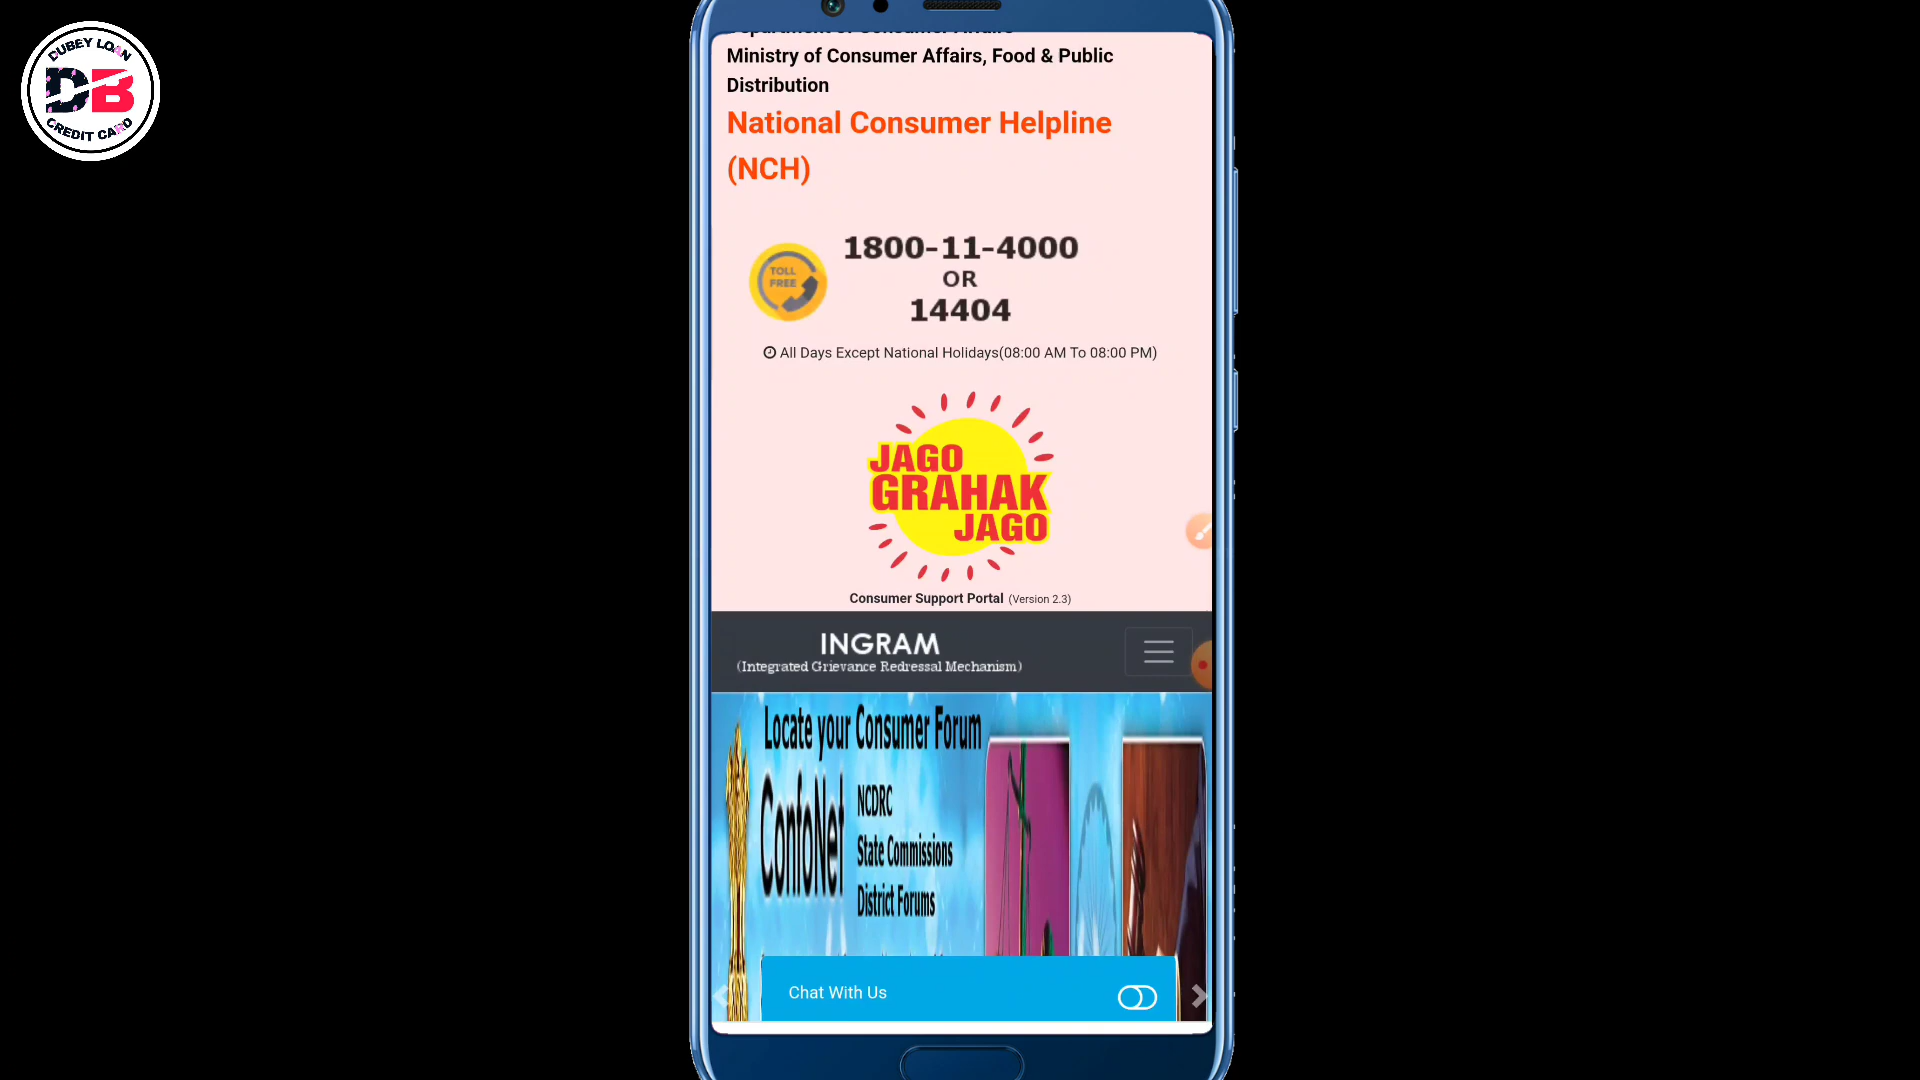 DUBEY LOAN
DB
CREDIT CARD
Ministry of Consumer Affairs, Food & Public
Distribution
National Consumer Helpline
(NCH)
TOLL
FREE
1800-11-4000
OR
14404
All Days Except National Holidays(08:00 AM To 08:00 PM)
JAGO
GRAHAK
JAGO
Consumer Support Portal (Version 2.3)
INGRAM
(Integrated Grievance Redressal Mechanism)
Locate your Consumer Forum
ConfoNet
NCDRC
State Commissions
District Forums
Chat With Us